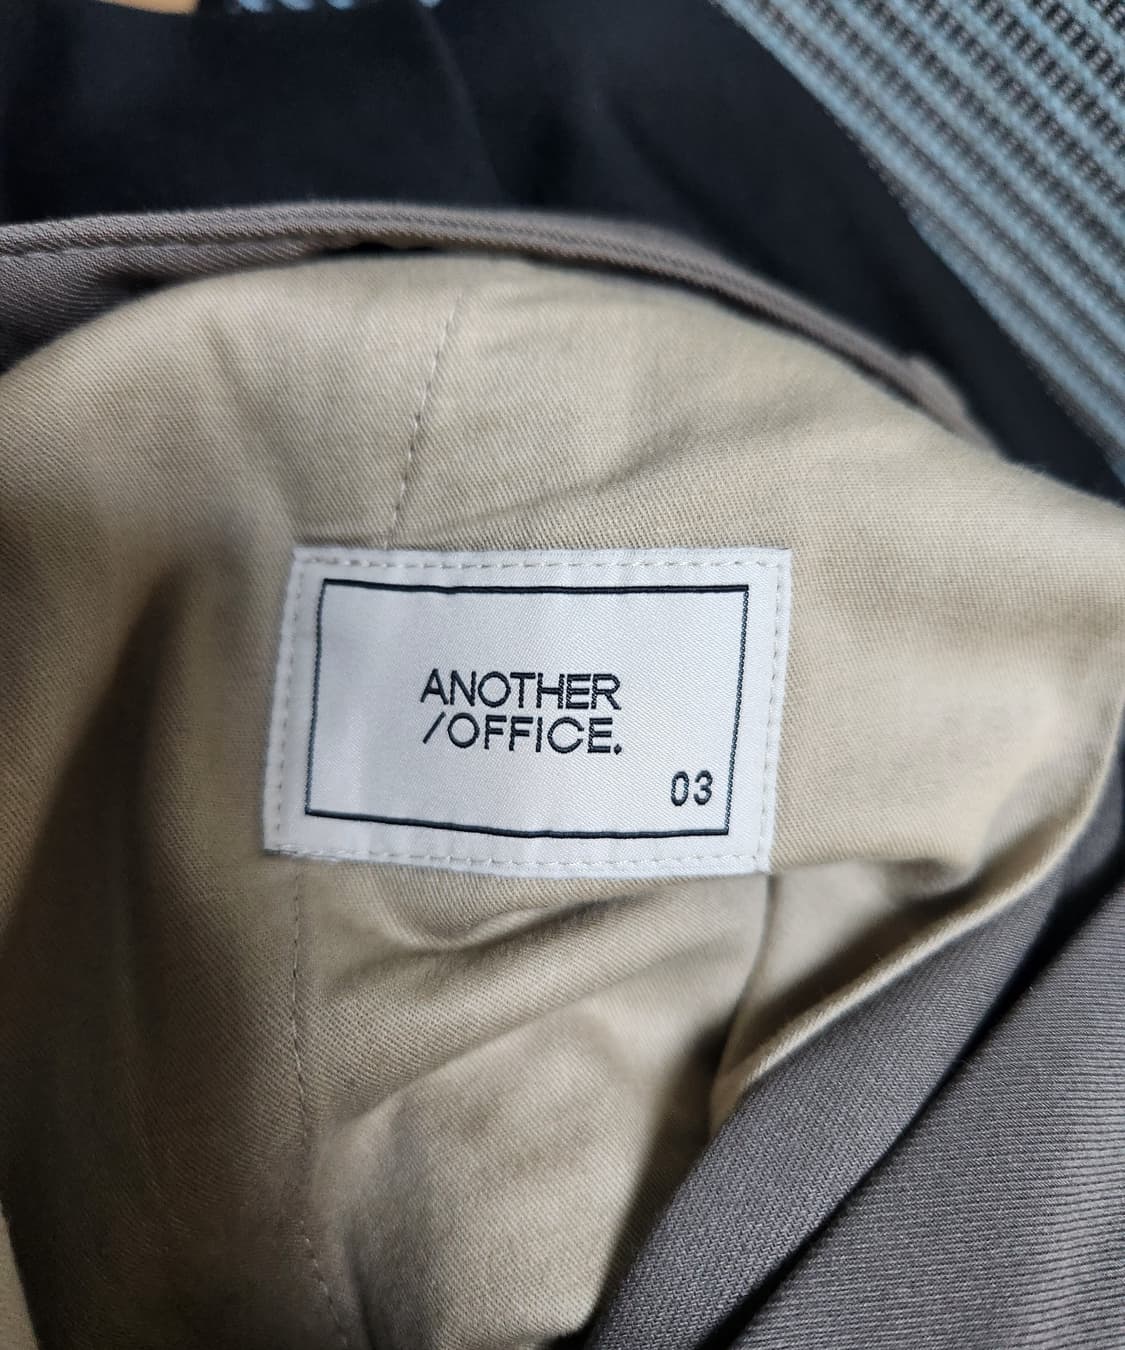 ANOTHER
/OFFICE.
03